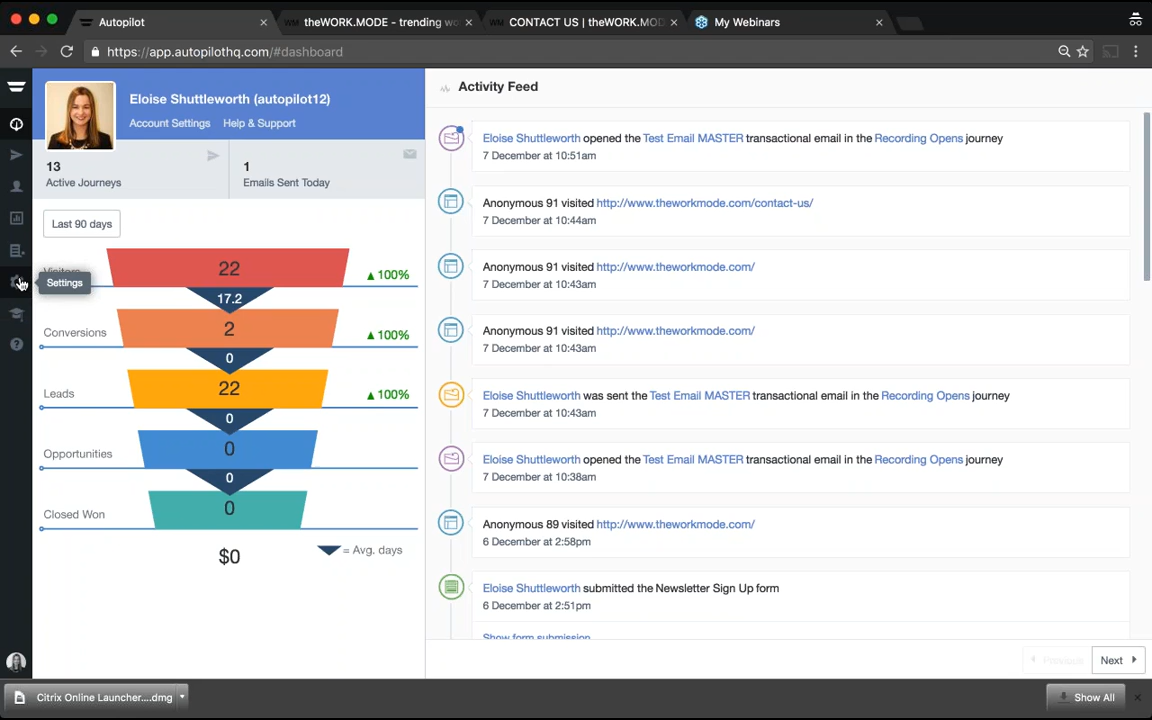 Autopilot
theWORK.MODE - trending wo
CONTACT US | theWORK.MOD
My Webinars
https://app.autopilothq.com/#dashboard
Eloise Shuttleworth (autopilot12)
Account Settings Help & Support
13
Active Journeys
1
Emails Sent Today
Last 90 days
Visitors
22
100%
17.2
Settings
Conversions
2
100%
0
Leads
22
100%
0
Opportunities
0
0
Closed Won
0
$0
= Avg. days
Activity Feed
Eloise Shuttleworth opened the Test Email MASTER transactional email in the Recording Opens journey
7 December at 10:51am
Anonymous 91 visited http://www.theworkmode.com/contact-us/
7 December at 10:44am
Anonymous 91 visited http://www.theworkmode.com/
7 December at 10:43am
Anonymous 91 visited http://www.theworkmode.com/
7 December at 10:43am
Eloise Shuttleworth was sent the Test Email MASTER transactional email in the Recording Opens journey
7 December at 10:43am
Eloise Shuttleworth opened the Test Email MASTER transactional email in the Recording Opens journey
7 December at 10:38am
Anonymous 89 visited http://www.theworkmode.com/
6 December at 2:58pm
Eloise Shuttleworth submitted the Newsletter Sign Up form
6 December at 2:51pm
Show form submission
Previous
Next
Citrix Online Launcher....dmg
Show All